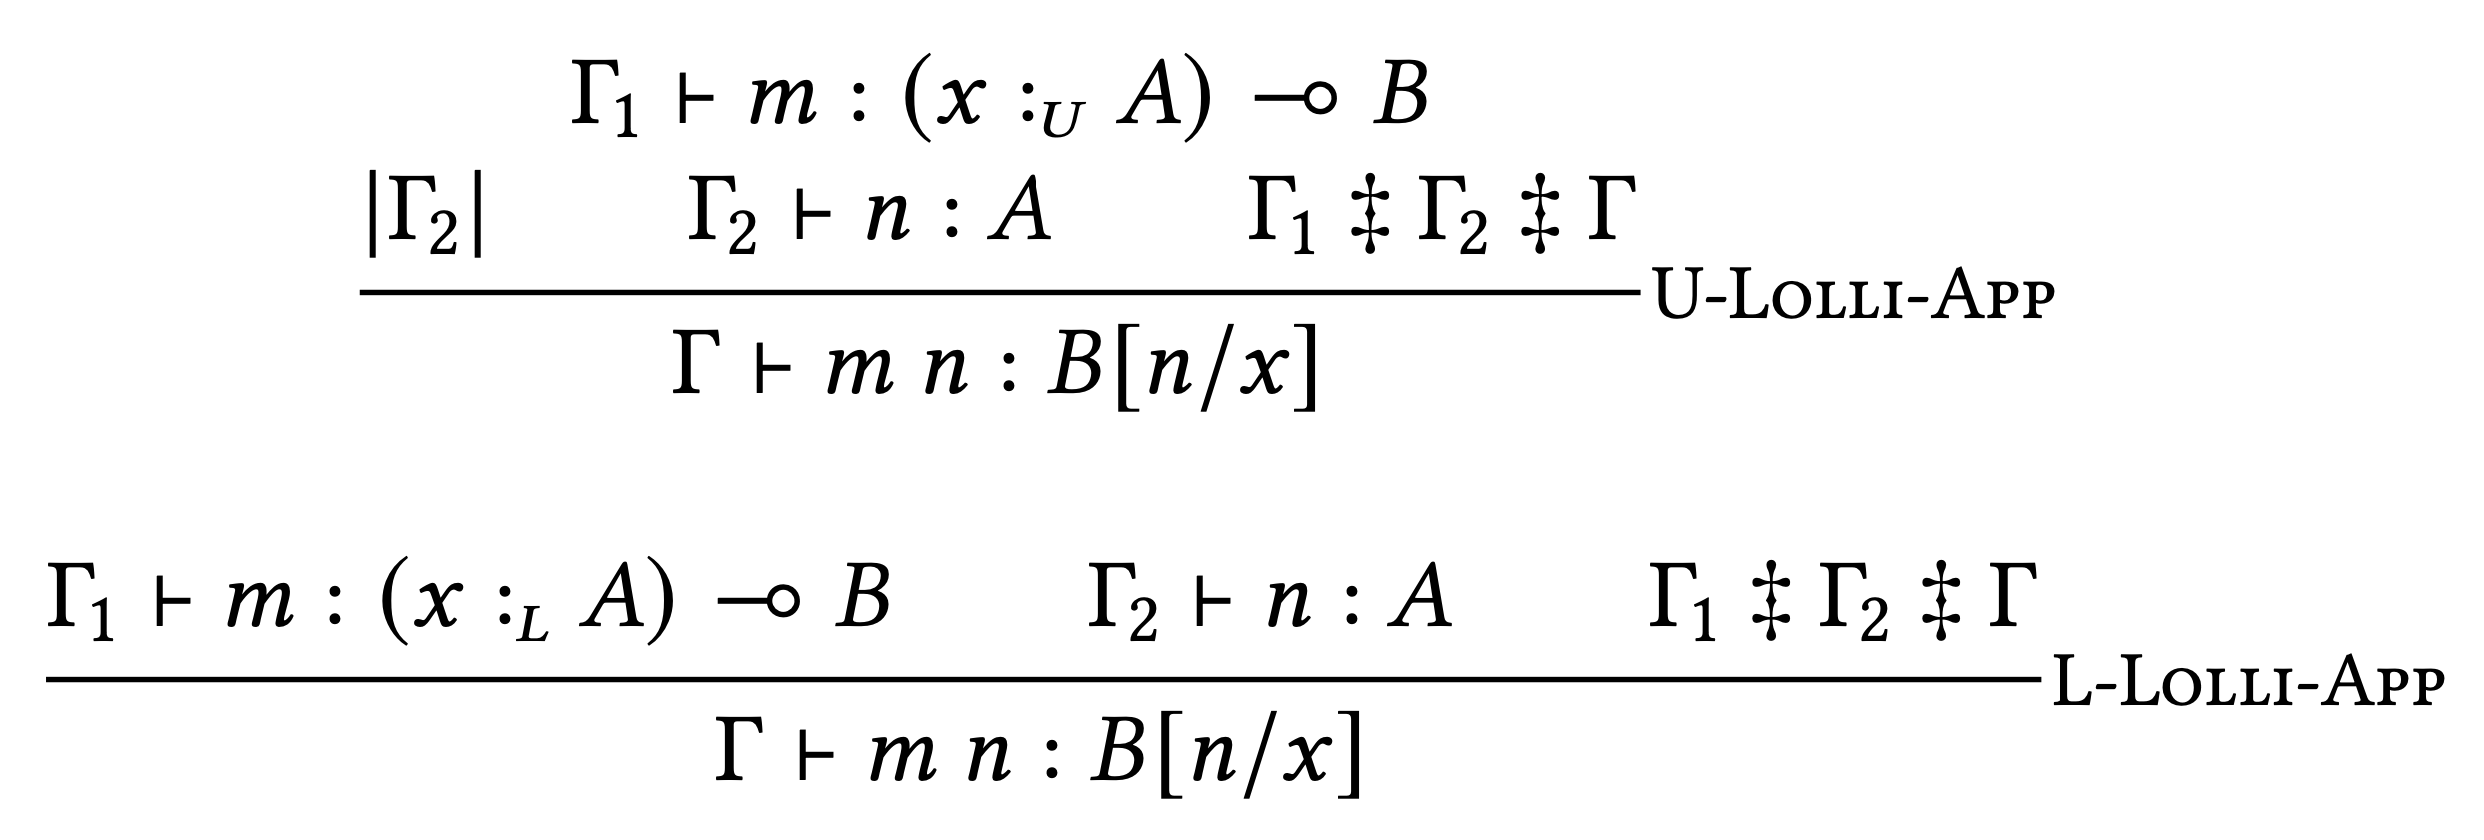 Γ₁ ⊢ m : (x :_U A) ⊸ B
|Γ₂| Γ₂ ⊢ n : A Γ₁ ‡ Γ₂ ‡ Γ
U-Lolli-App
Γ ⊢ m n : B[n/x]
Γ₁ ⊢ m : (x :_L A) ⊸ B Γ₂ ⊢ n : A Γ₁ ‡ Γ₂ ‡ Γ
L-Lolli-App
Γ ⊢ m n : B[n/x]